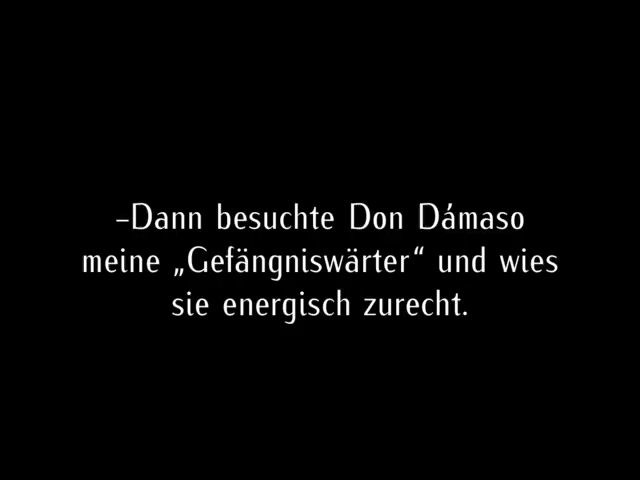 –Dann besuchte Don Dámaso
meine „Gefängniswärter“ und wies
sie energisch zurecht.